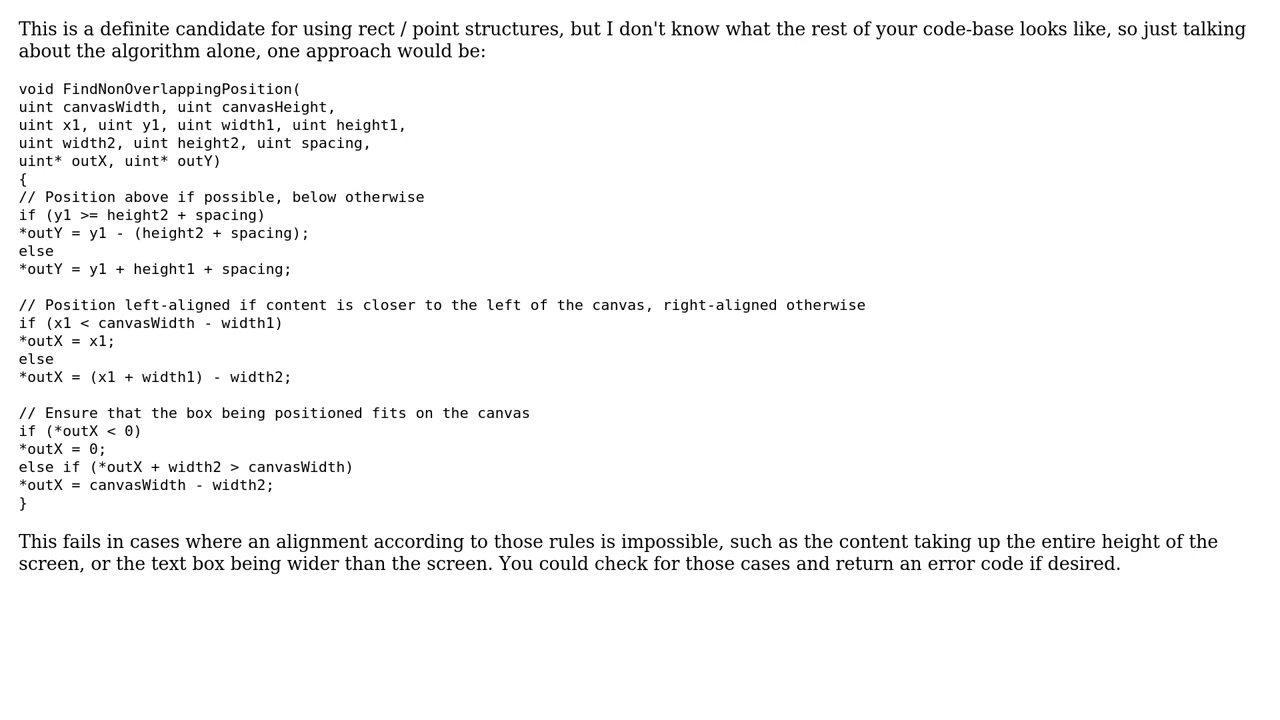 This is a definite candidate for using rect / point structures, but I don't know what the rest of your code-base looks like, so just talking
about the algorithm alone, one approach would be:
void FindNonOverlappingPosition(
uint canvasWidth, uint canvasHeight,
uint x1, uint y1, uint width1, uint height1,
uint width2, uint height2, uint spacing,
uint* outX, uint* outY)
{
// Position above if possible, below otherwise
if (y1 >= height2 + spacing)
*outY = y1 - (height2 + spacing);
else
*outY = y1 + height1 + spacing;
// Position left-aligned if content is closer to the left of the canvas, right-aligned otherwise
if (x1 < canvasWidth - width1)
*outX = x1;
else
*outX = (x1 + width1) - width2;
// Ensure that the box being positioned fits on the canvas
if (*outX < 0)
*outX = 0;
else if (*outX + width2 > canvasWidth)
*outX = canvasWidth - width2;
}
This fails in cases where an alignment according to those rules is impossible, such as the content taking up the entire height of the
screen, or the text box being wider than the screen. You could check for those cases and return an error code if desired.